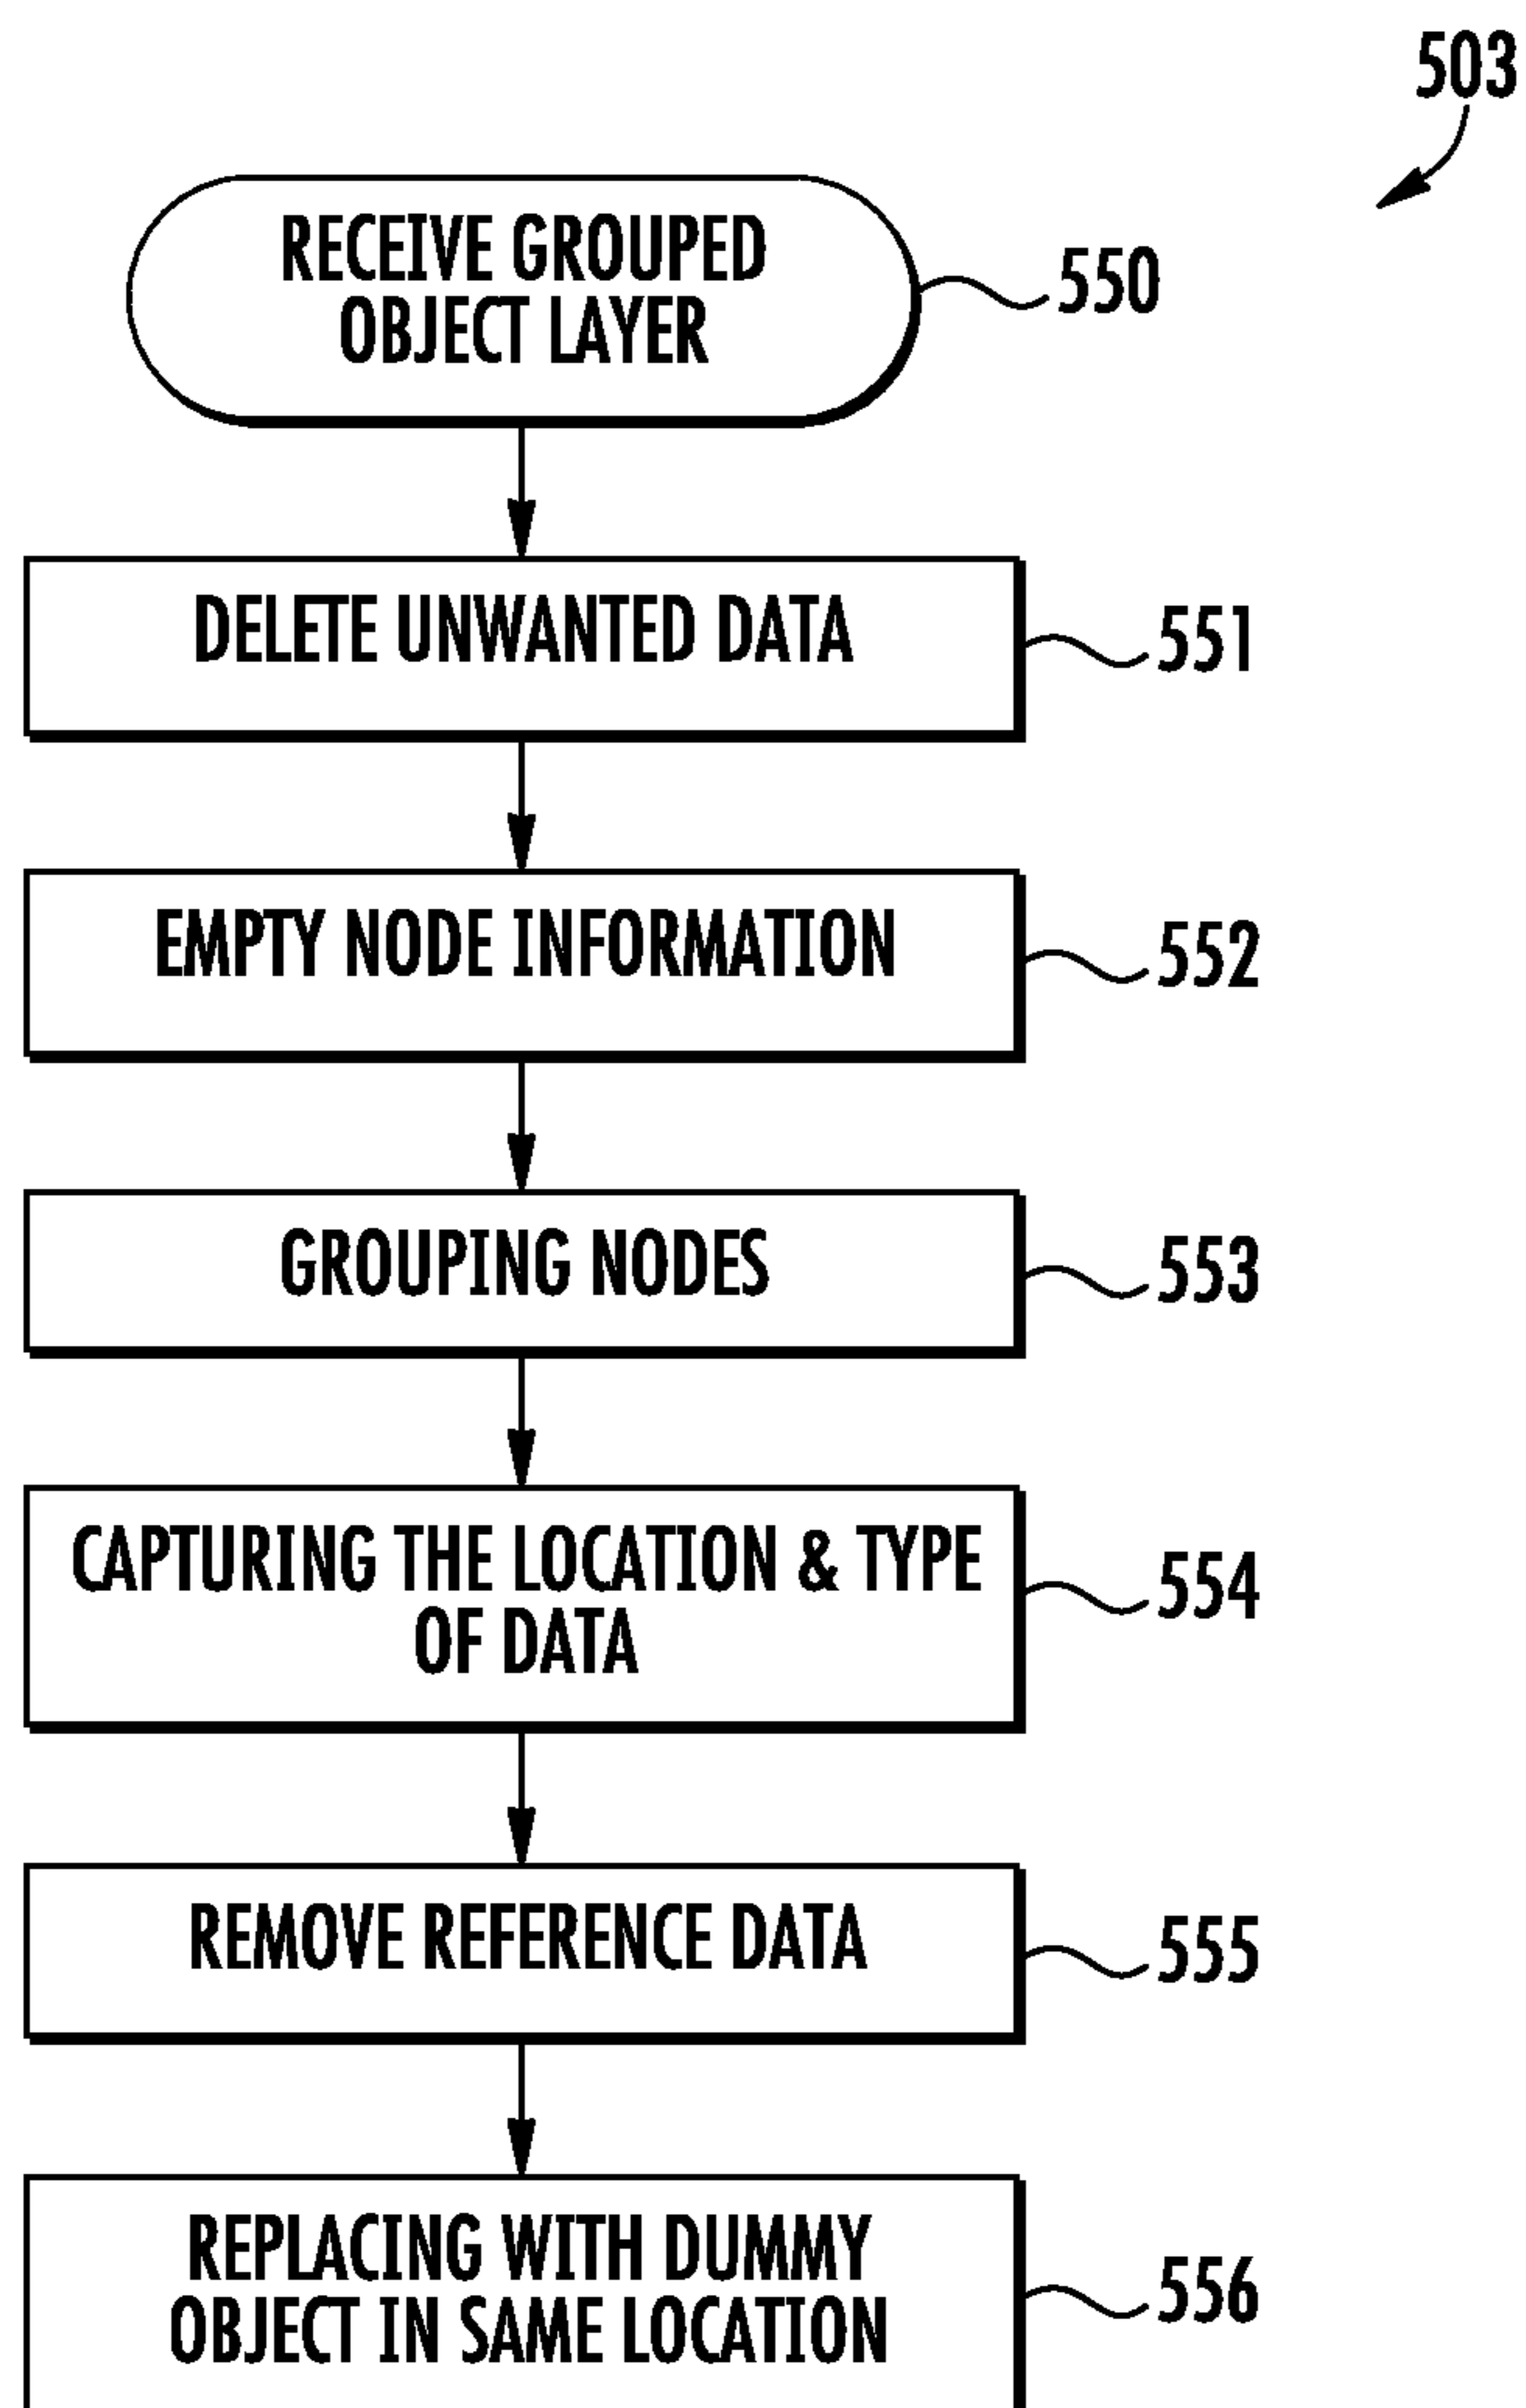 503
RECEIVE GROUPED
OBJECT LAYER
550
DELETE UNWANTED DATA
551
EMPTY NODE INFORMATION
552
GROUPING NODES
553
CAPTURING THE LOCATION & TYPE
OF DATA
554
REMOVE REFERENCE DATA
555
REPLACING WITH DUMMY
OBJECT IN SAME LOCATION
556